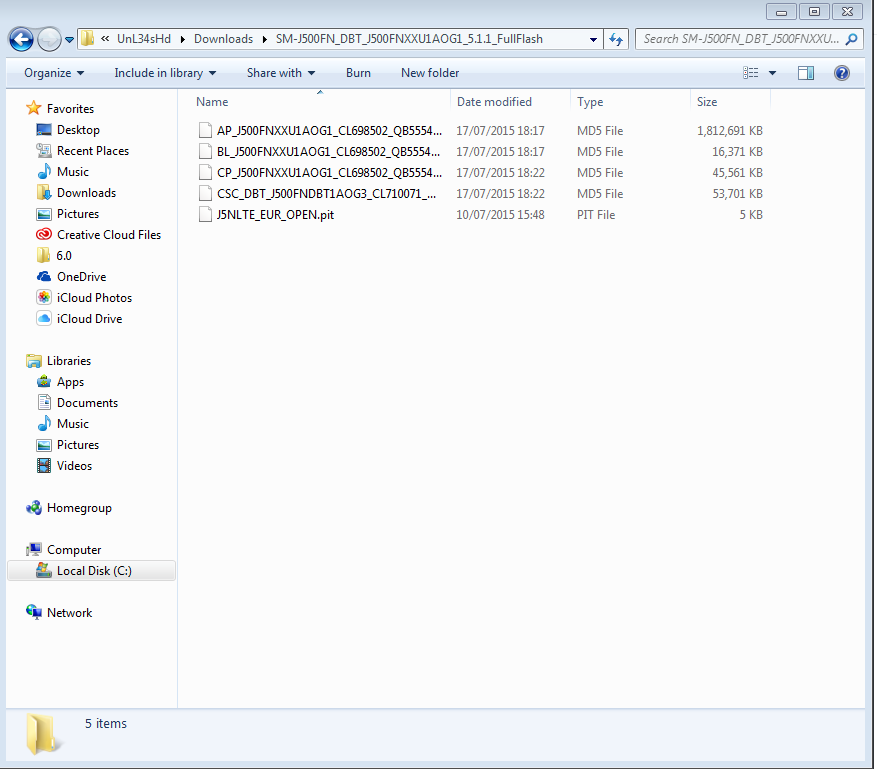 « UnL4sHd ▸ Downloads ▸ SM-J500FN_DBT_J500FNXXU1AOG1_5.1.1_FullFlash
Search SM-J500FN_DBT_J500FNXXU...
Organize Include in library Share with Burn New folder
Name Date modified Type Size
AP_J500FNXXU1AOG1_CL698502_QB5554... 17/07/2015 18:17 MD5 File 1,812,691 KB
BL_J500FNXXU1AOG1_CL698502_QB5554... 17/07/2015 18:17 MD5 File 16,371 KB
CP_J500FNXXU1AOG1_CL698502_QB5554... 17/07/2015 18:22 MD5 File 45,561 KB
CSC_DBT_J500FNDBT1AOG3_CL710071_... 17/07/2015 18:22 MD5 File 53,701 KB
J5NLTE_EUR_OPEN.pit 10/07/2015 15:48 PIT File 5 KB
Favorites
Desktop
Recent Places
Music
Downloads
Pictures
Creative Cloud Files
6.0
OneDrive
iCloud Photos
iCloud Drive
Libraries
Apps
Documents
Music
Pictures
Videos
Homegroup
Computer
Local Disk (C:)
Network
5 items